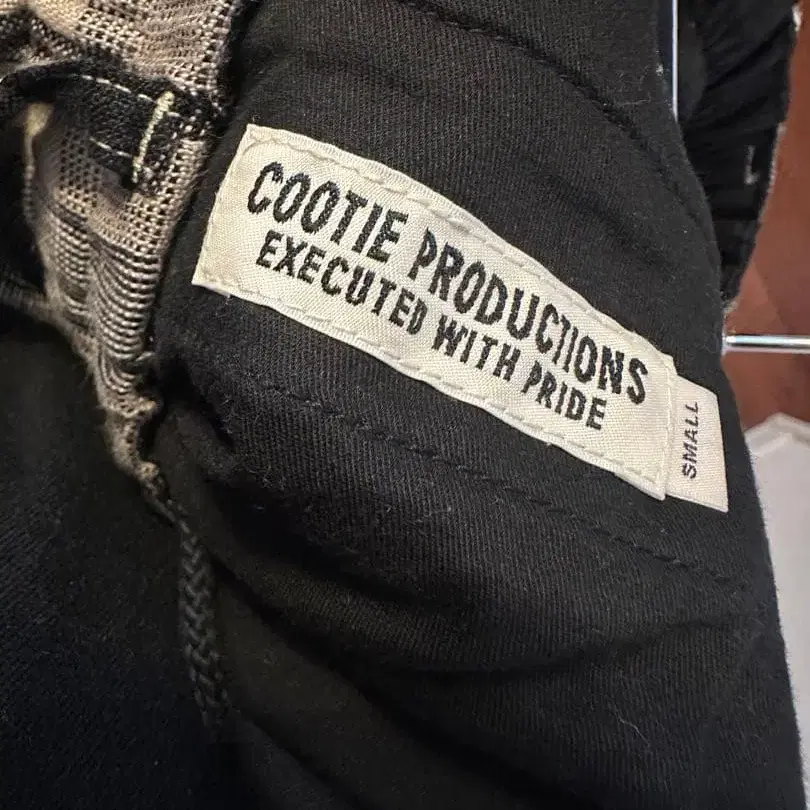 COOTIE PRODUCTIONS
EXECUTED WITH PRIDE
SMALL